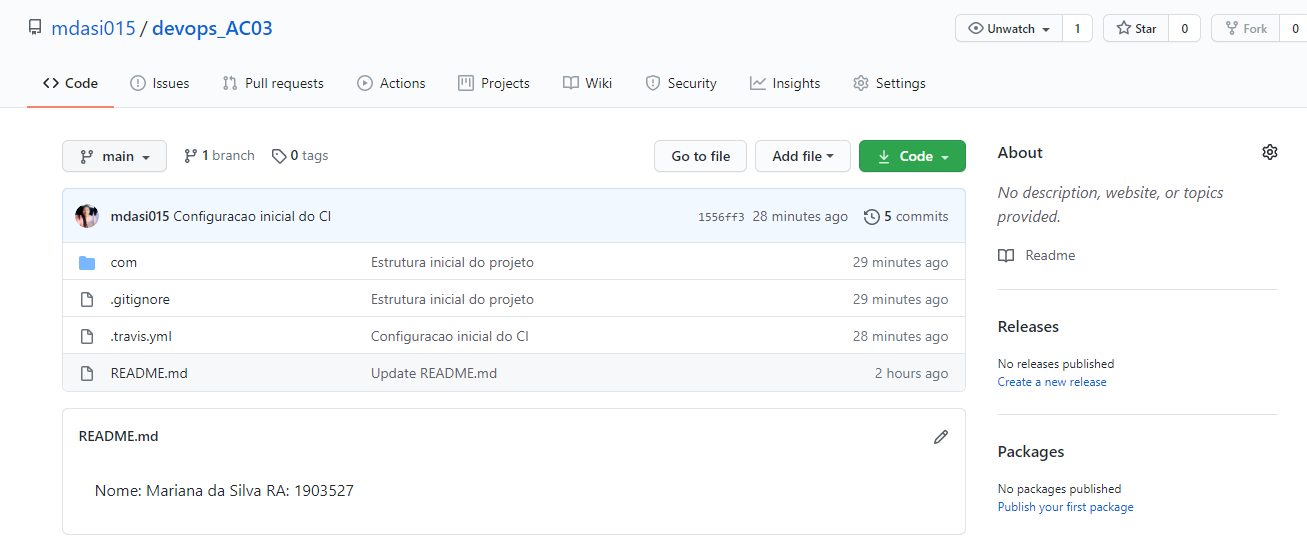 mdasi015 / devops_AC03 Unwatch 1 Star 0 Fork 0
Code Issues Pull requests Actions Projects Wiki Security Insights Settings
main 1 branch 0 tags Go to file Add file Code
mdasi015 Configuracao inicial do CI 1556ff3 28 minutes ago 5 commits
com Estrutura inicial do projeto 29 minutes ago
.gitignore Estrutura inicial do projeto 29 minutes ago
.travis.yml Configuracao inicial do CI 28 minutes ago
README.md Update README.md 2 hours ago
README.md
Nome: Mariana da Silva RA: 1903527
About
No description, website, or topics
provided.
Readme
Releases
No releases published
Create a new release
Packages
No packages published
Publish your first package